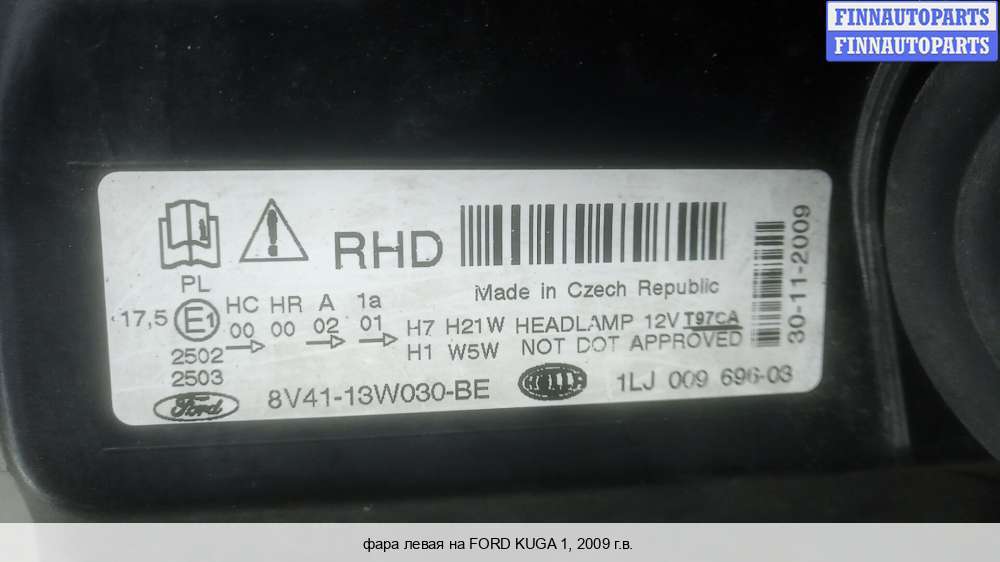 FINNAUTOPARTS
FINNAUTOPARTS
RHD
PL
Made in Czech Republic
17,5 E1 HC HR A 1a
00 00 02 01
H7 H21W HEADLAMP 12V T97CA
H1 W5W NOT DOT APPROVED
2502
2503
Ford 8V41-13W030-BE HELLA 1LJ 009 696-03
30-11-2009
фара левая на FORD KUGA 1, 2009 г.в.